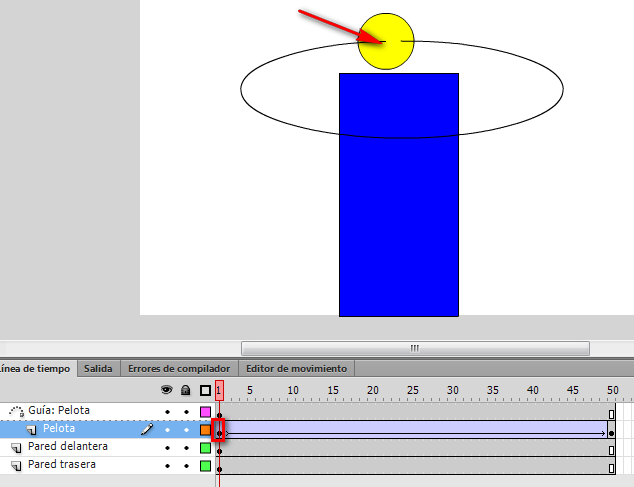 Línea de tiempo Salida Errores de compilador Editor de movimiento
1 5 10 15 20 25 30 35 40 45 50
Guía: Pelota
Pelota
Pared delantera
Pared trasera